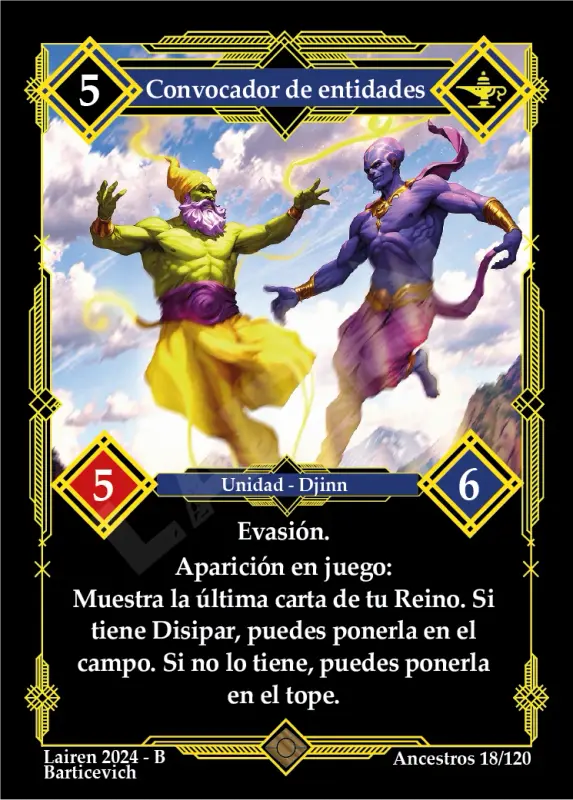 5
Convocador de entidades
5
Unidad - Djinn
6
Evasión.
Aparición en juego:
Muestra la última carta de tu Reino. Si
tiene Disipar, puedes ponerla en el
campo. Si no lo tiene, puedes ponerla
en el tope.
Lairen 2024 - B
Barticevich
Ancestros 18/120